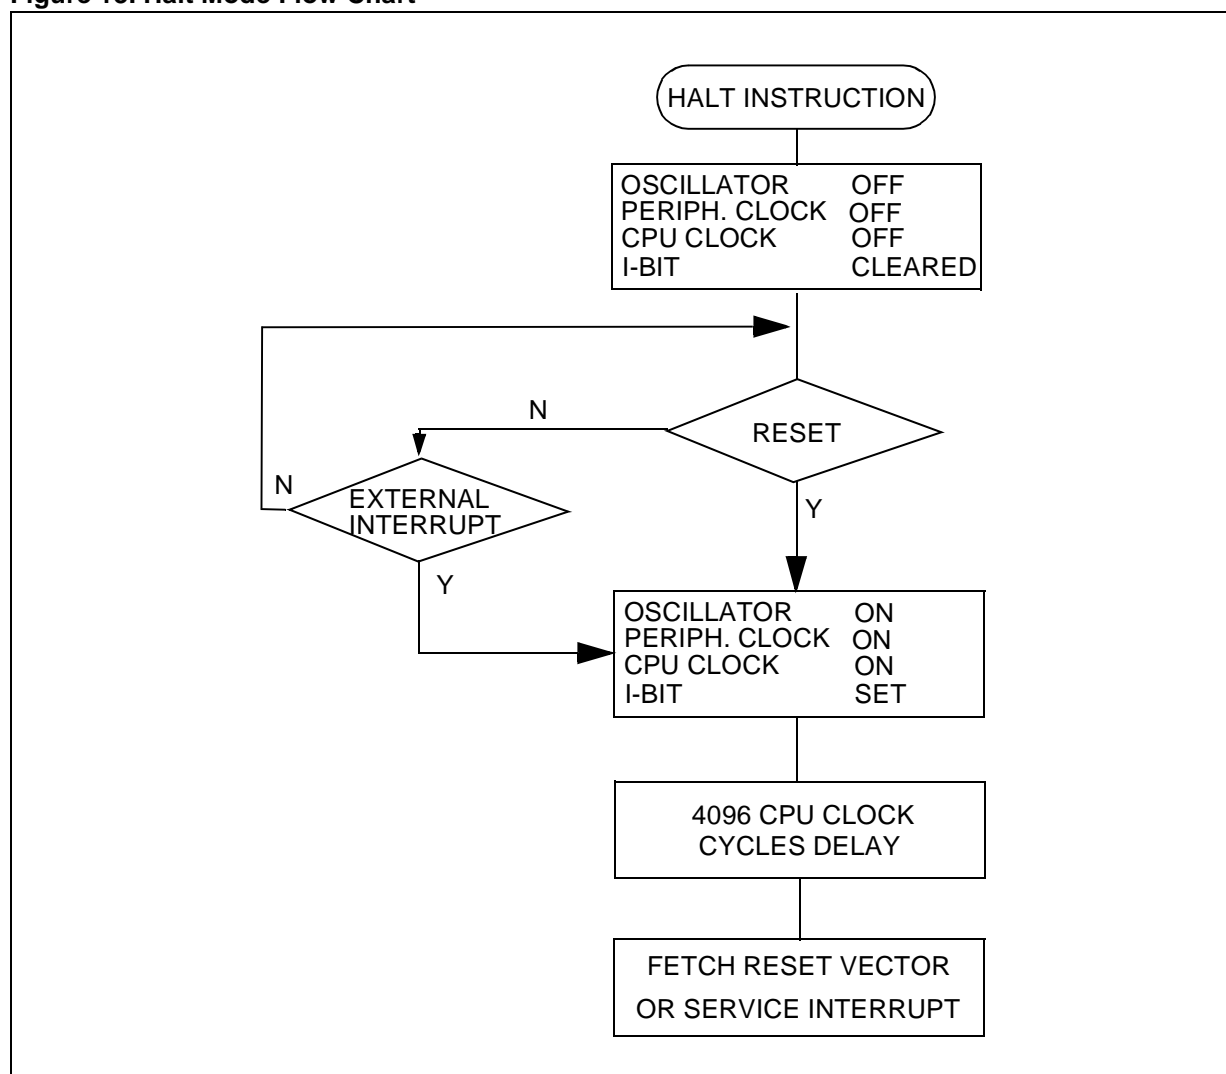 HALT INSTRUCTION
OSCILLATOR OFF
PERIPH. CLOCK OFF
CPU CLOCK OFF
I-BIT CLEARED
N
RESET
N
EXTERNAL
INTERRUPT
Y
Y
OSCILLATOR ON
PERIPH. CLOCK ON
CPU CLOCK ON
I-BIT SET
4096 CPU CLOCK
CYCLES DELAY
FETCH RESET VECTOR
OR SERVICE INTERRUPT